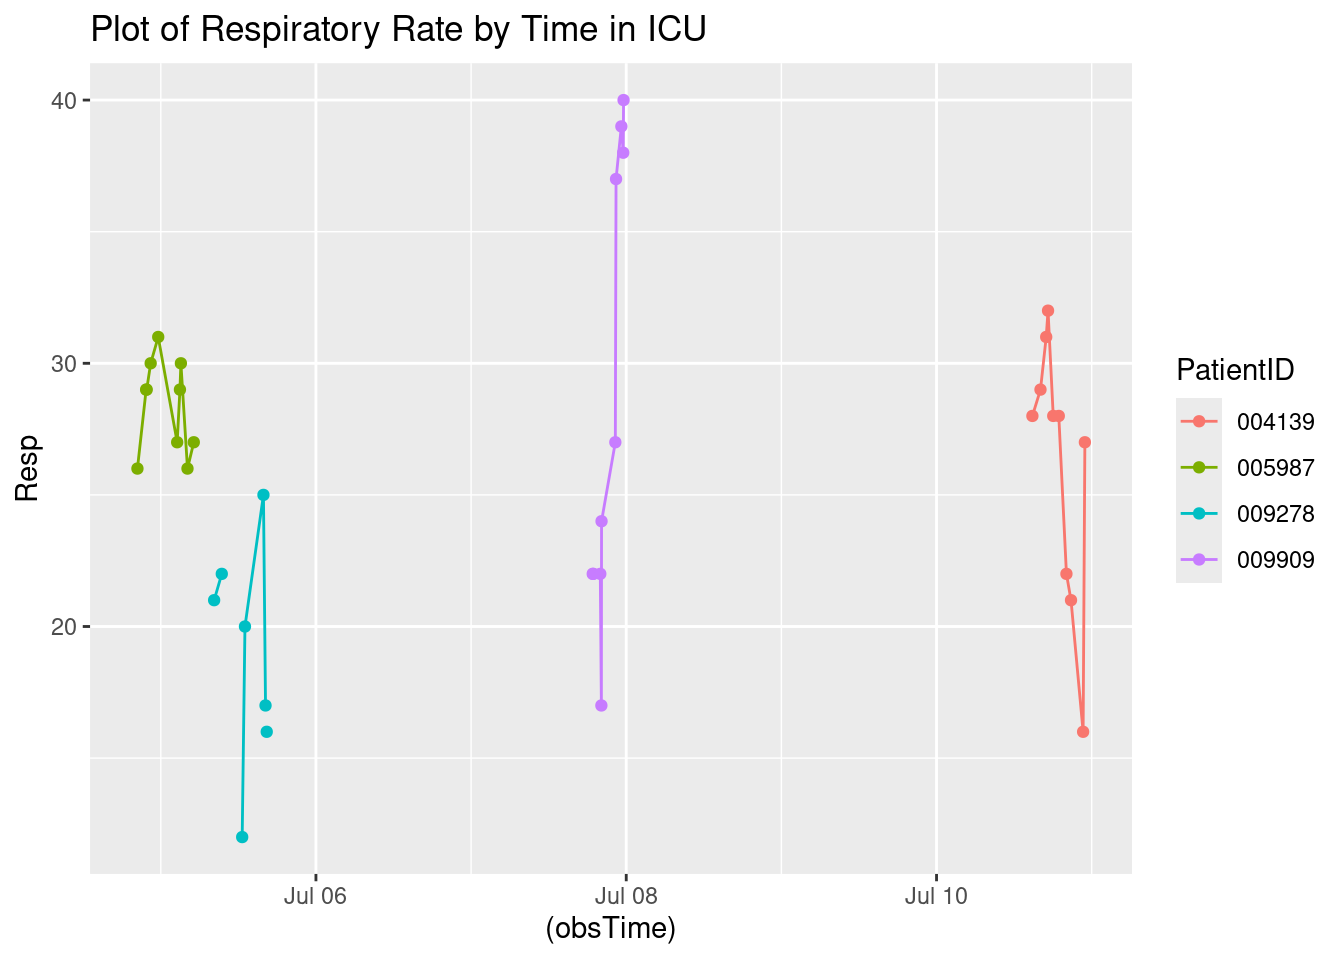 Plot of Respiratory Rate by Time in ICU
40
30
20
Resp
Jul 06
Jul 08
Jul 10
(obsTime)
PatientID
004139
005987
009278
009909